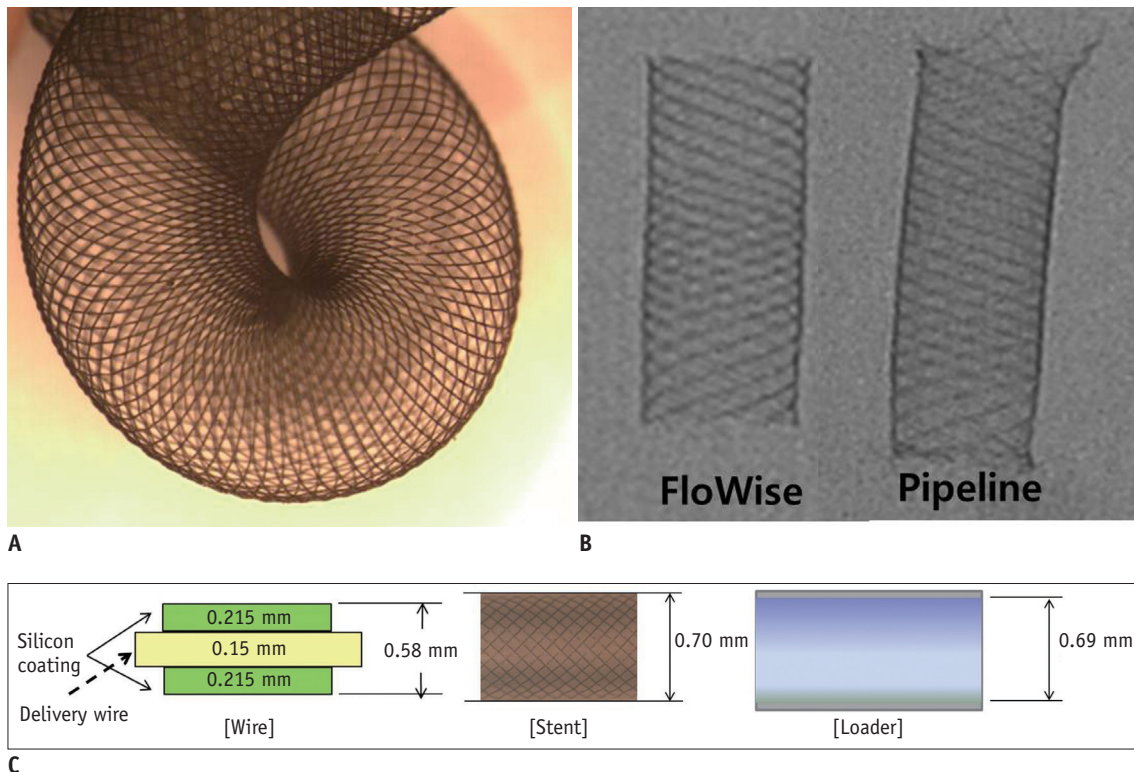 FloWise
Pipeline
A
B
Silicon
coating
Delivery wire
0.215 mm
0.15 mm
0.215 mm
0.58 mm
[Wire]
0.70 mm
[Stent]
0.69 mm
[Loader]
C